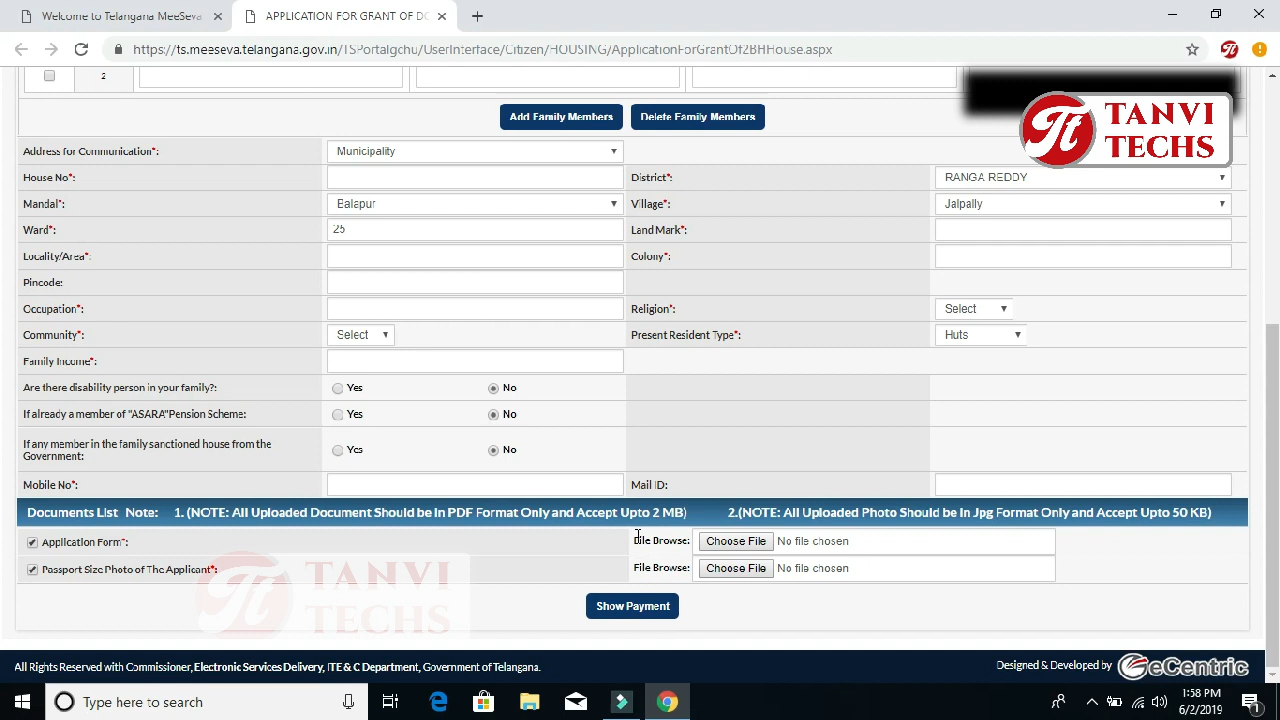 Welcome to Telangana MeeSeva
APPLICATION FOR GRANT OF DO
https://ts.meeseva.telangana.gov.in/TSPortalgchu/UserInterface/Citizen/HOUSING/ApplicationForGrantOf2BHHouse.aspx
2
Add Family Members Delete Family Members
TANVI
TECHS
Address for Communication*: Municipality
House No*: District*: RANGA REDDY
Mandal*: Balapur Village*: Jalpally
Ward*: 25 Land Mark*:
Locality/Area*: Colony*:
Pincode:
Occupation*: Religion*: Select
Community*: Select Present Resident Type*: Huts
Family Income*:
Are there disability person in your family?: Yes No
If already a member of "ASARA"Pension Scheme: Yes No
If any member in the family sanctioned house from the
Government: Yes No
Mobile No*: Mail ID:
Documents List Note: 1. (NOTE: All Uploaded Document Should be In PDF Format Only and Accept Upto 2 MB) 2.(NOTE: All Uploaded Photo Should be In Jpg Format Only and Accept Upto 50 KB)
Application Form*: File Browse: Choose File No file chosen
Passport Size Photo of The Applicant*: File Browse: Choose File No file chosen
TANVI
TECHS
Show Payment
All Rights Reserved with Commissioner, Electronic Services Delivery, ITE & C Department, Government of Telangana.
Designed & Developed by eCentric
Type here to search
1:58 PM
6/2/2019
1